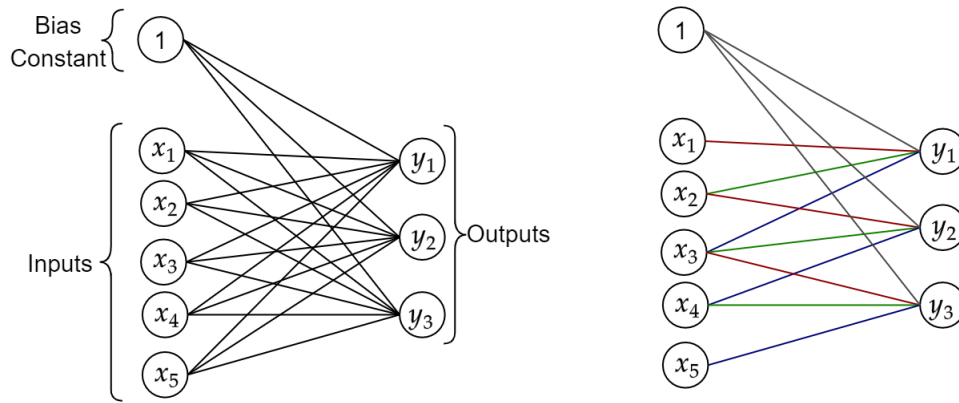 Bias
Constant
1
x₁
x₂
x₃
x₄
x₅
Inputs
y₁
y₂
y₃
Outputs
1
x₁
x₂
x₃
x₄
x₅
y₁
y₂
y₃